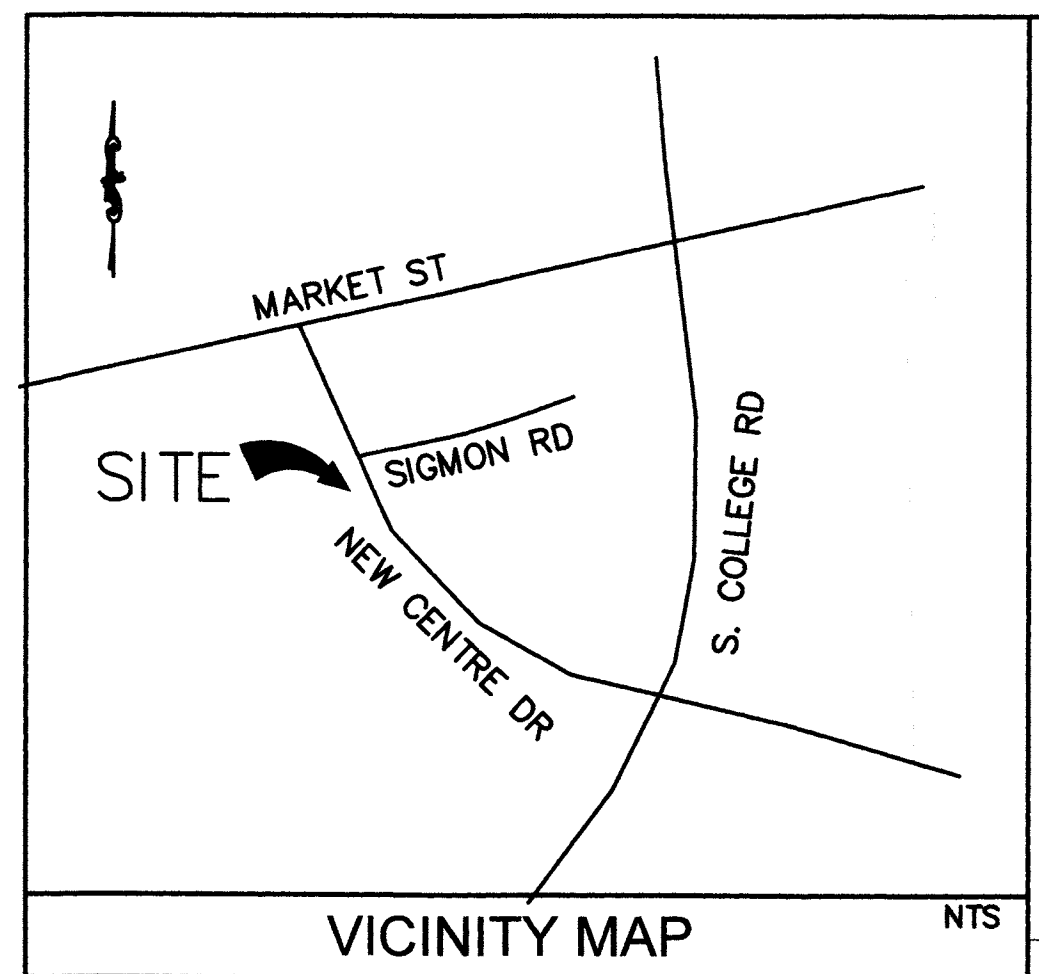 MARKET ST
SIGMON RD
SITE
S. COLLEGE RD
NEW CENTRE DR
VICINITY MAP
NTS